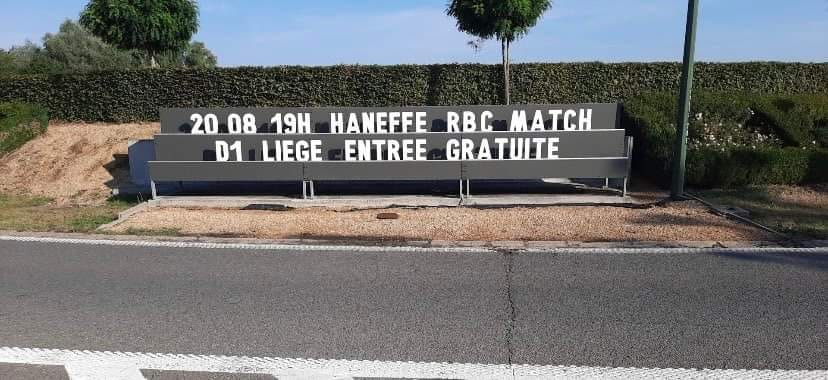 20 08 19H HANEFFE RBC MATCH
D1 LIEGE ENTREE GRATUITE